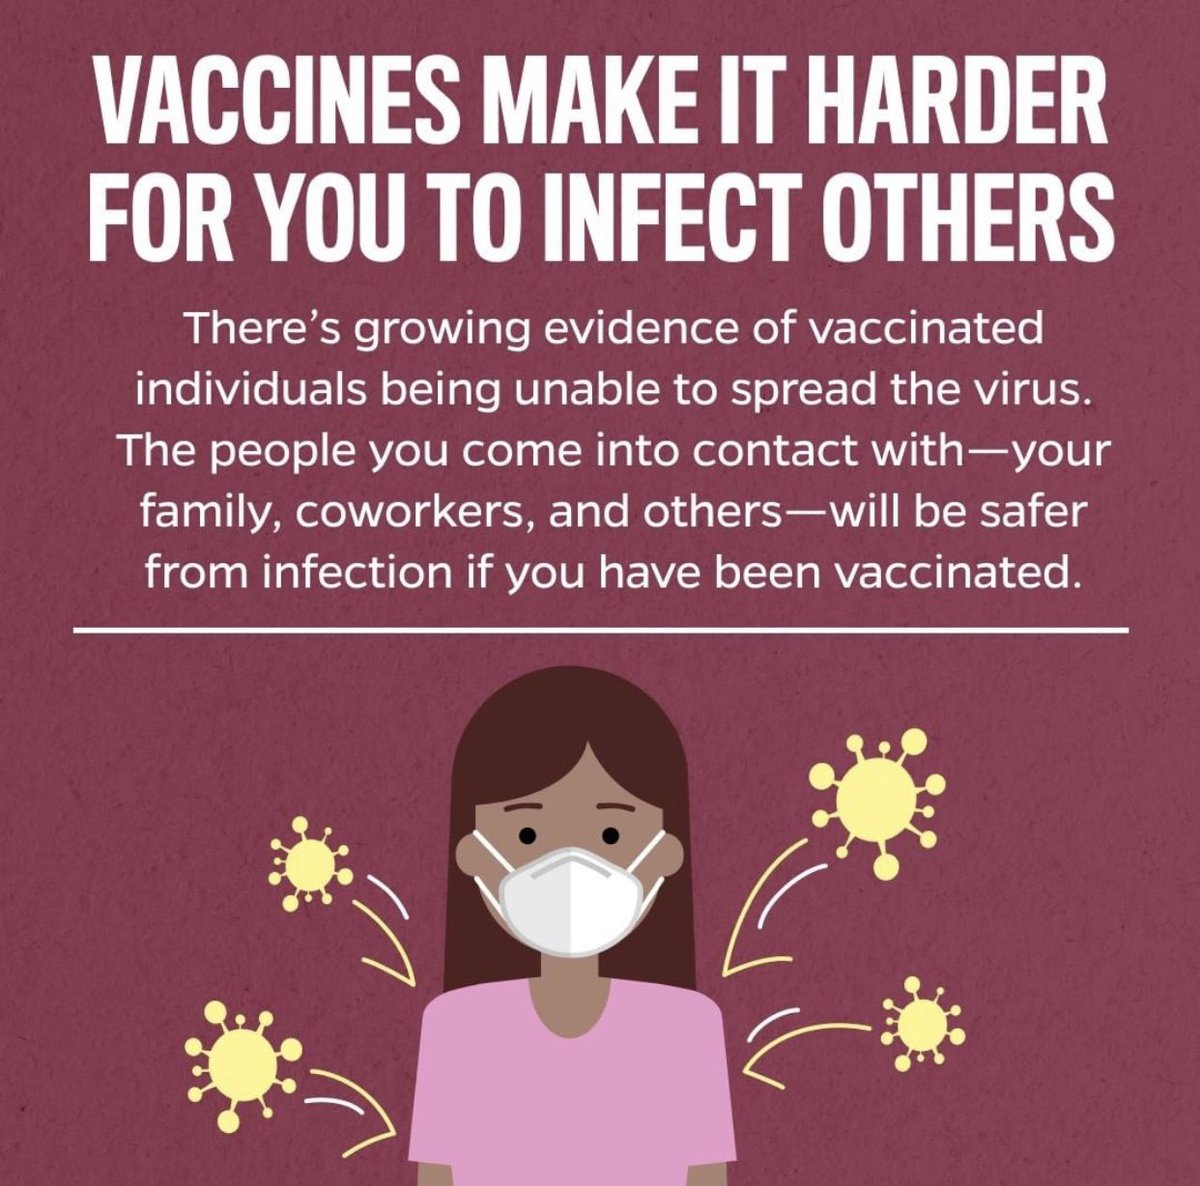 VACCINES MAKE IT HARDER
FOR YOU TO INFECT OTHERS
There’s growing evidence of vaccinated
individuals being unable to spread the virus.
The people you come into contact with—your
family, coworkers, and others—will be safer
from infection if you have been vaccinated.